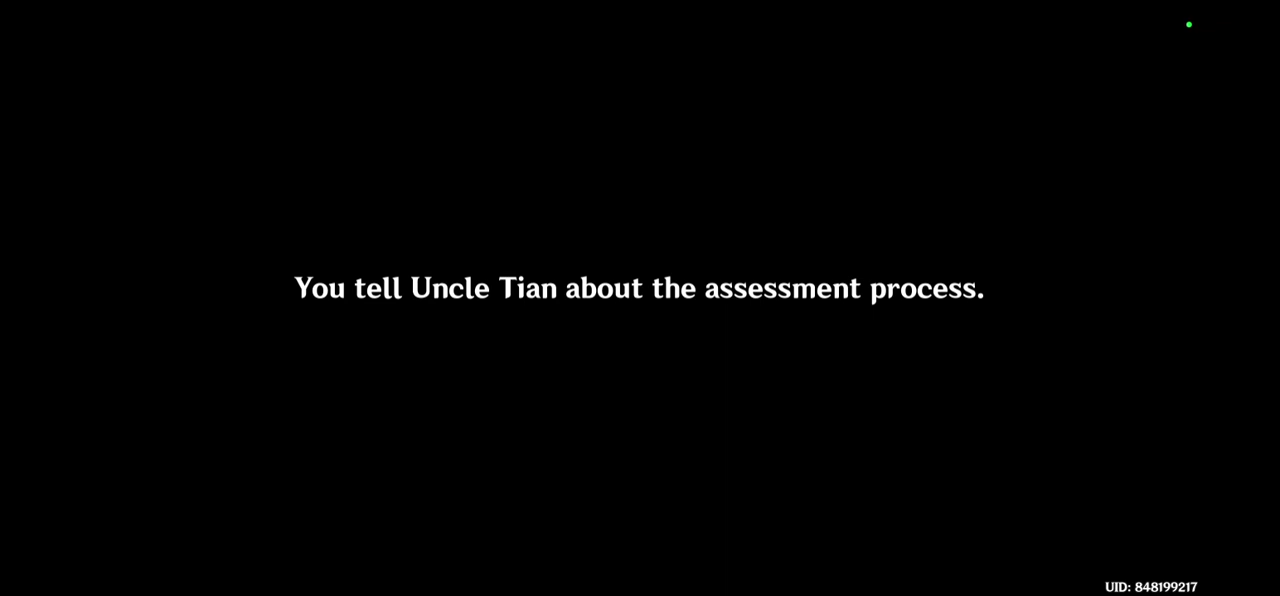 You tell Uncle Tian about the assessment process.
UID: 848199217